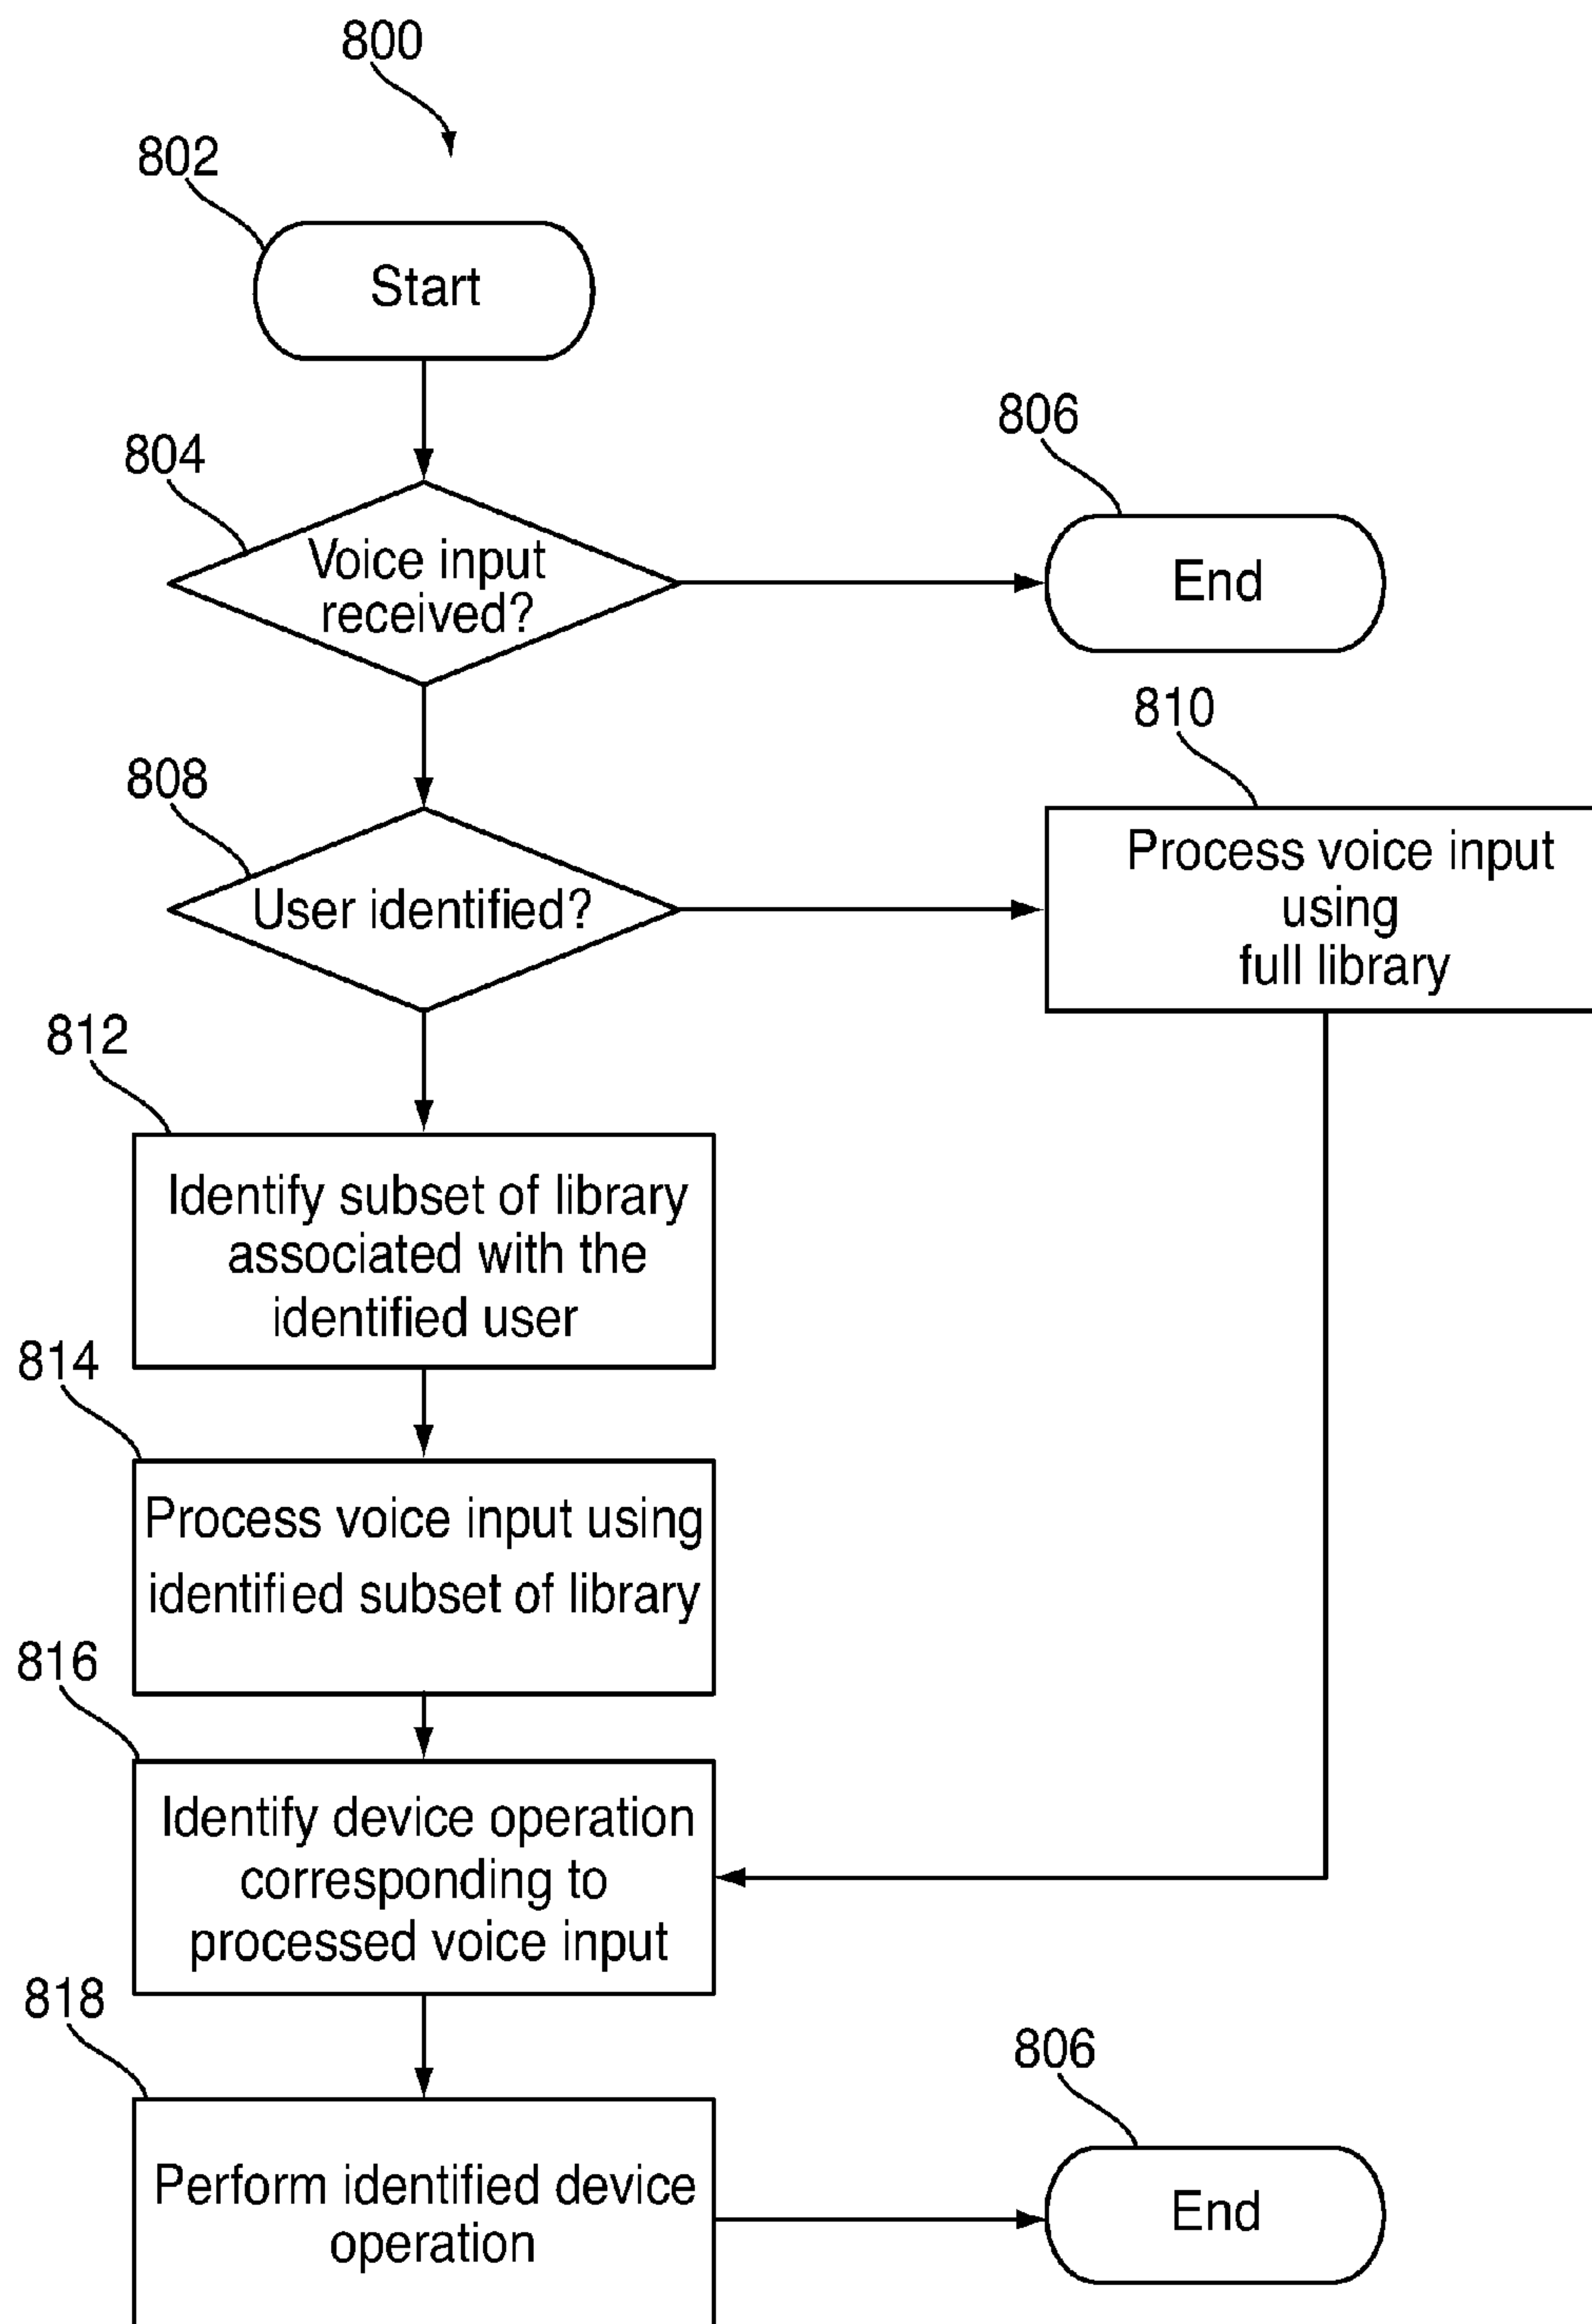 800
802
Start
804
Voice input
received?
806
End
808
User identified?
810
Process voice input
using
full library
812
Identify subset of library
associated with the
identified user
814
Process voice input using
identified subset of library
816
Identify device operation
corresponding to
processed voice input
818
Perform identified device
operation
806
End